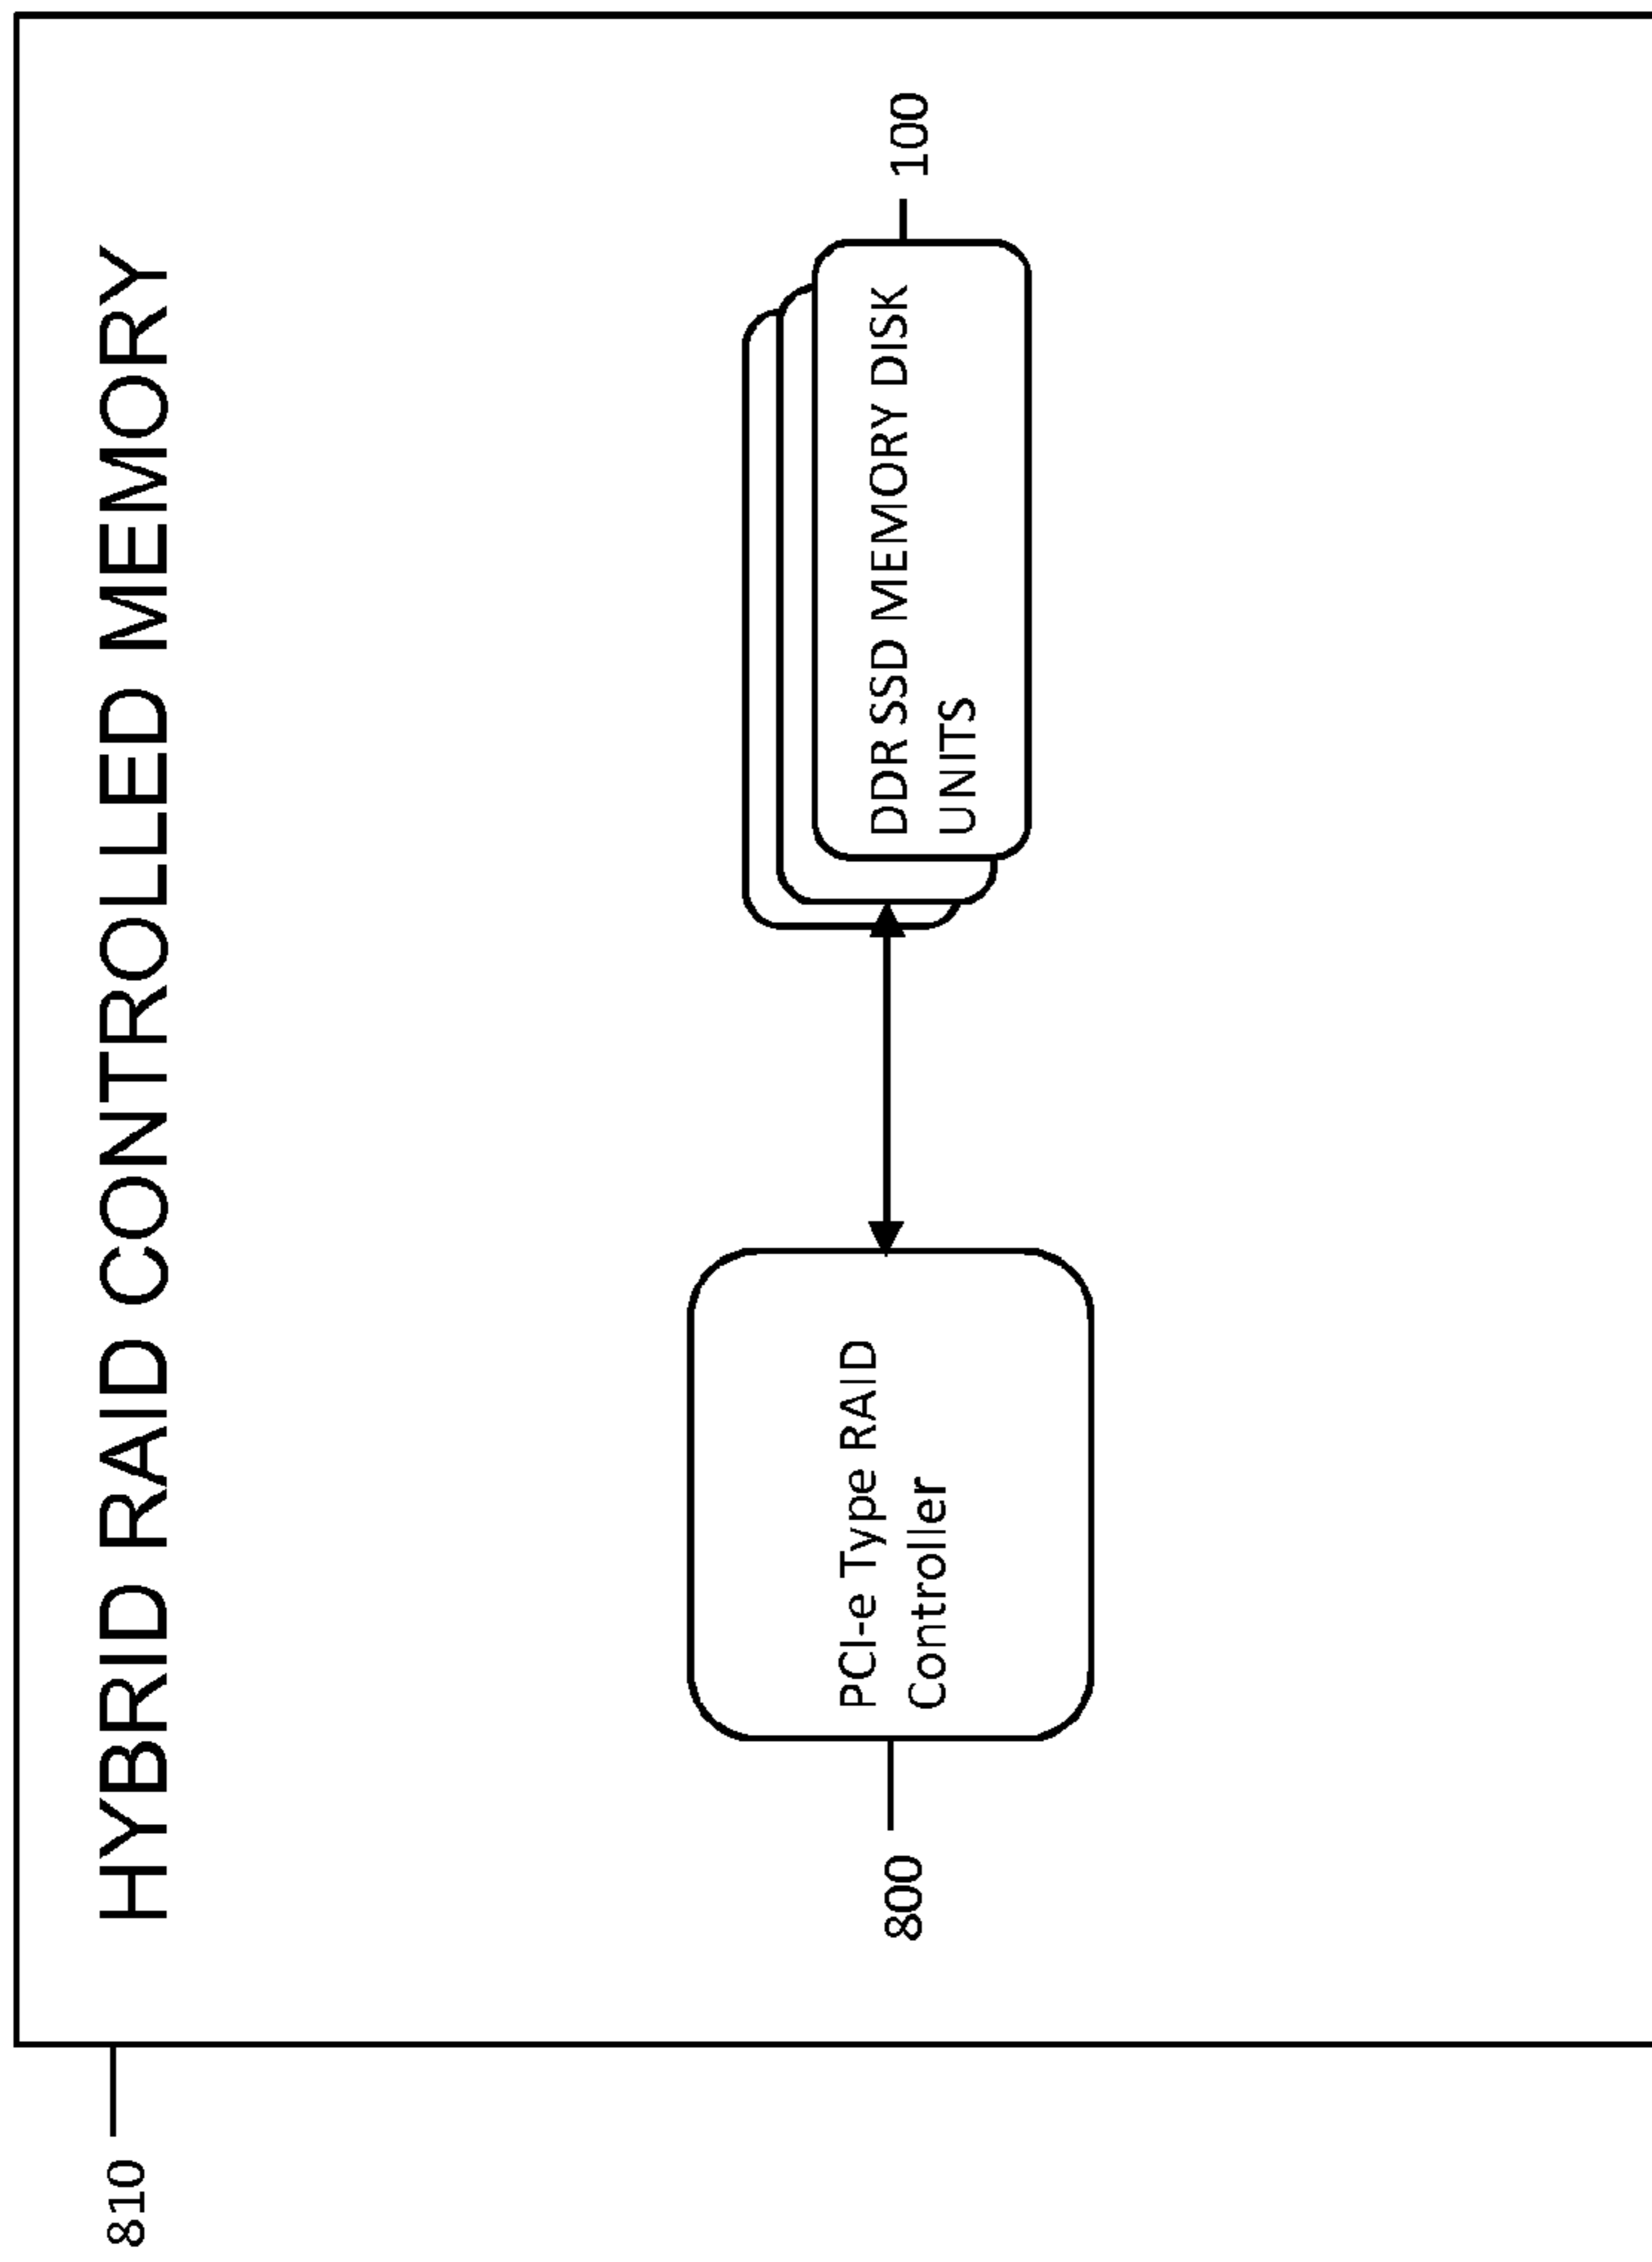 HYBRID RAID CONTROLLED MEMORY
810
800
PCI-e Type RAID
Controller
DDR SSD MEMORY DISK
UNITS
100